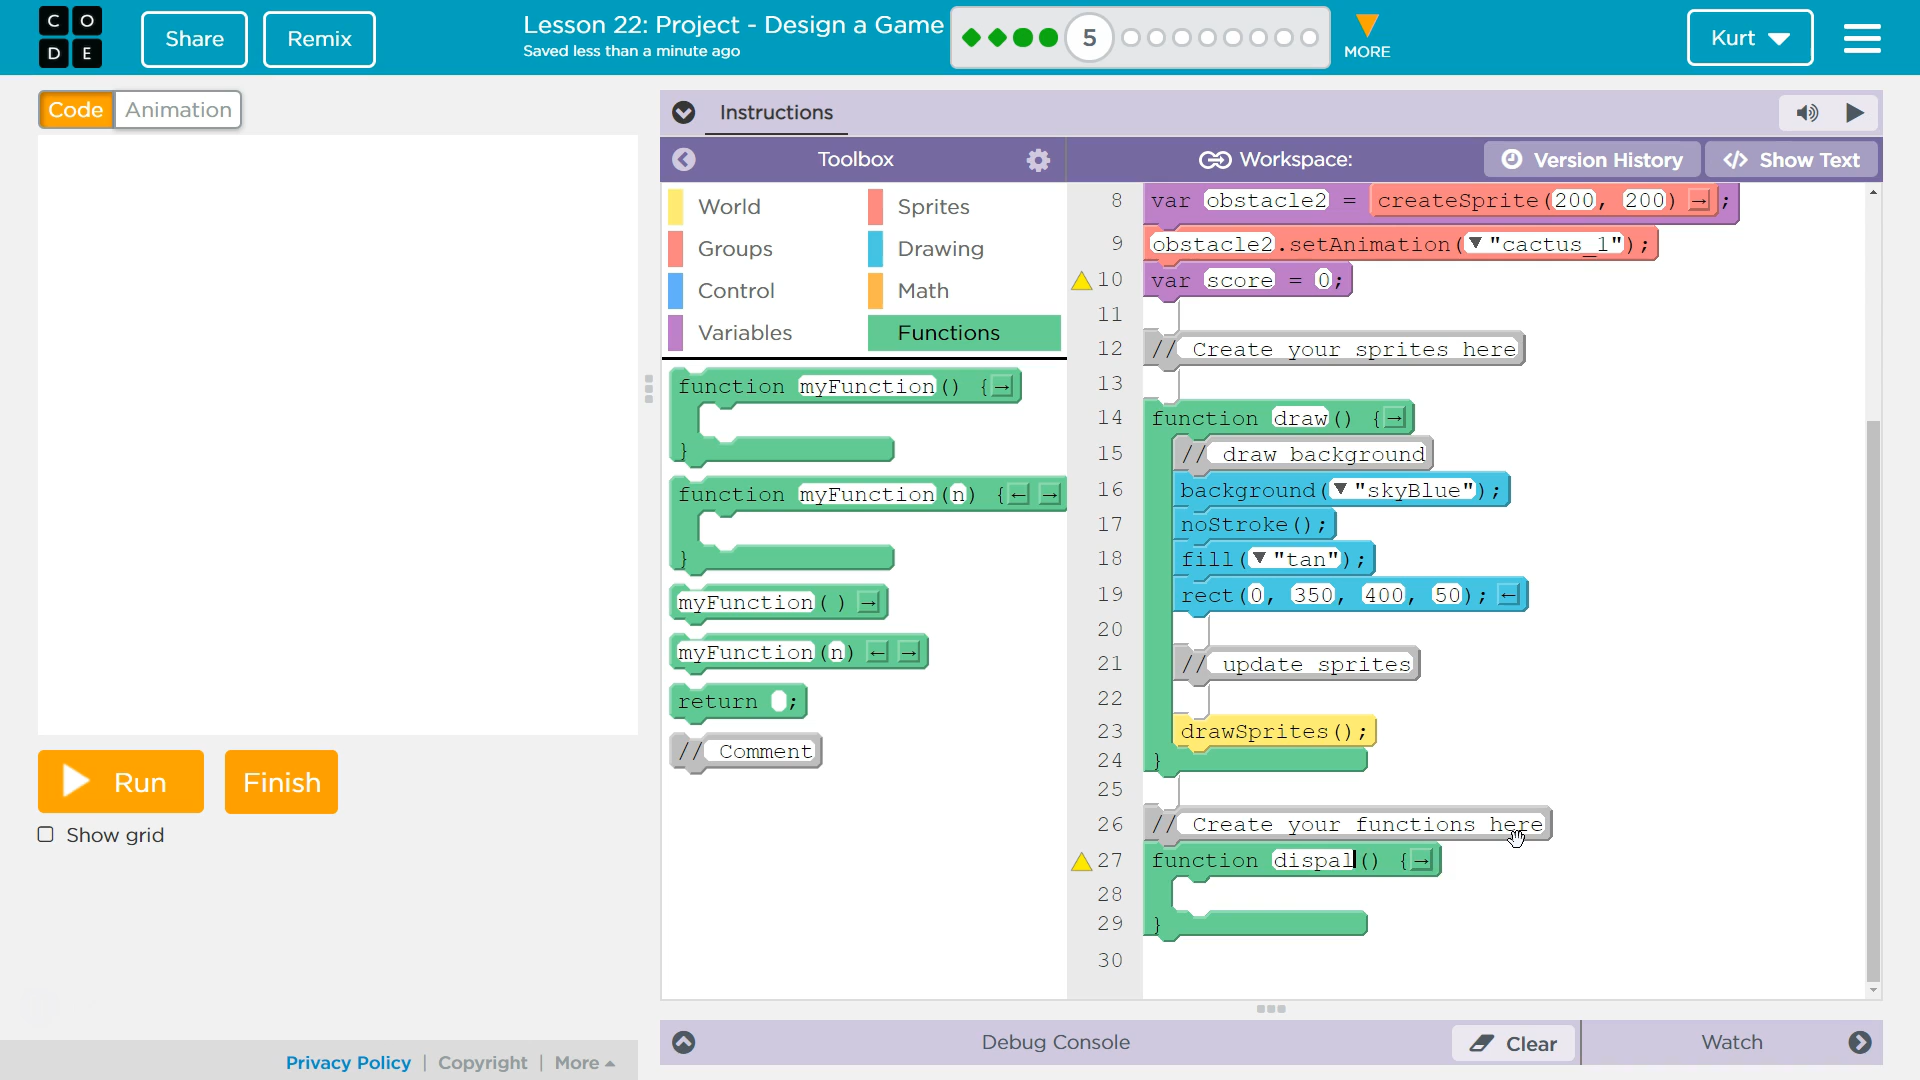 CODE
Share
Remix
Lesson 22: Project - Design a Game
Saved less than a minute ago
5
MORE
Kurt
Code
Animation
Instructions
Toolbox
Workspace:
Version History
</> Show Text
World
Sprites
Groups
Drawing
Control
Math
Variables
Functions
function myFunction() {
}
function myFunction(n) {
}
myFunction()
myFunction(n)
return ;
// Comment
8 var obstacle2 = createSprite(200, 200);
9 obstacle2.setAnimation("cactus_1");
10 var score = 0;
11
12 // Create your sprites here
13
14 function draw() {
15 // draw background
16 background("skyBlue");
17 noStroke();
18 fill("tan");
19 rect(0, 350, 400, 50);
20
21 // update sprites
22
23 drawSprites();
24 }
25
26 // Create your functions here
27 function dispal() {
28
29 }
30
Run
Finish
Show grid
Debug Console
Clear
Watch
Privacy Policy | Copyright | More